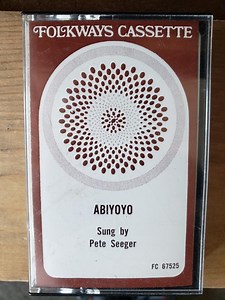 FOLKWAYS CASSETTE
ABIYOYO
Sung by
Pete Seeger
FC 67525